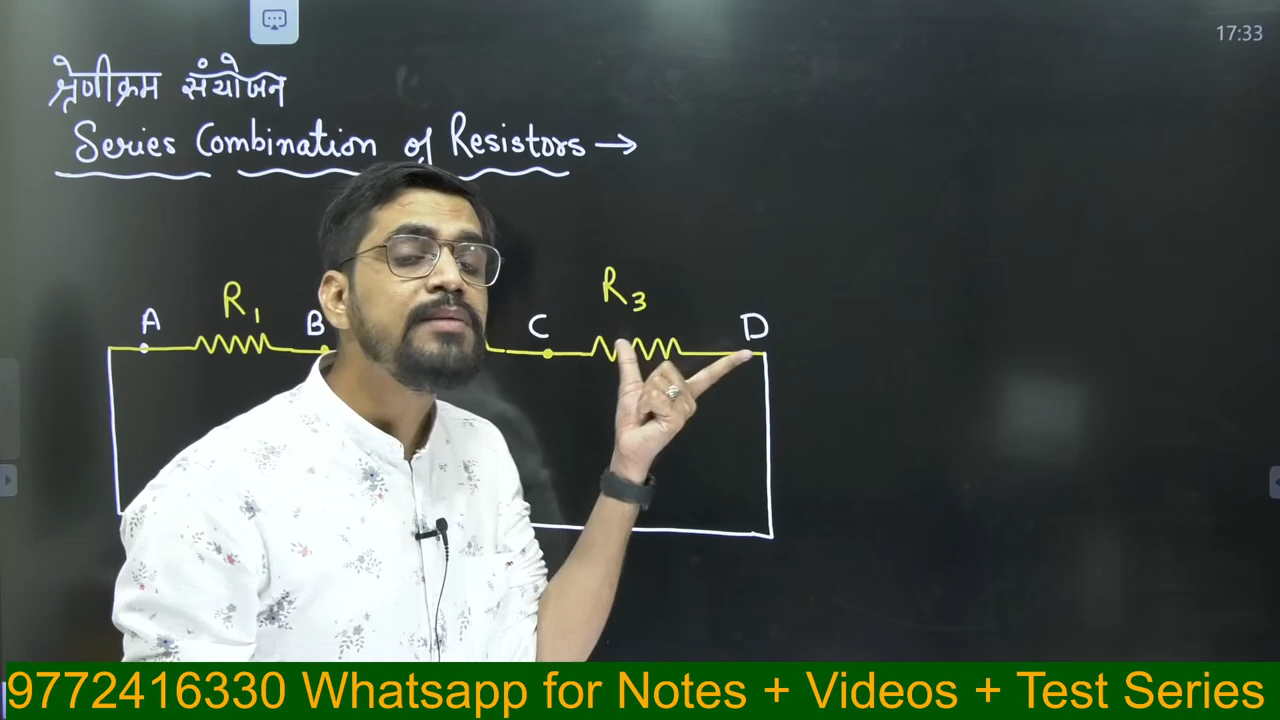 17:33
श्रेणीक्रम संयोजन
Series Combination of Resistors →
R₁
R₃
A
B
C
D
9772416330 Whatsapp for Notes + Videos + Test Series